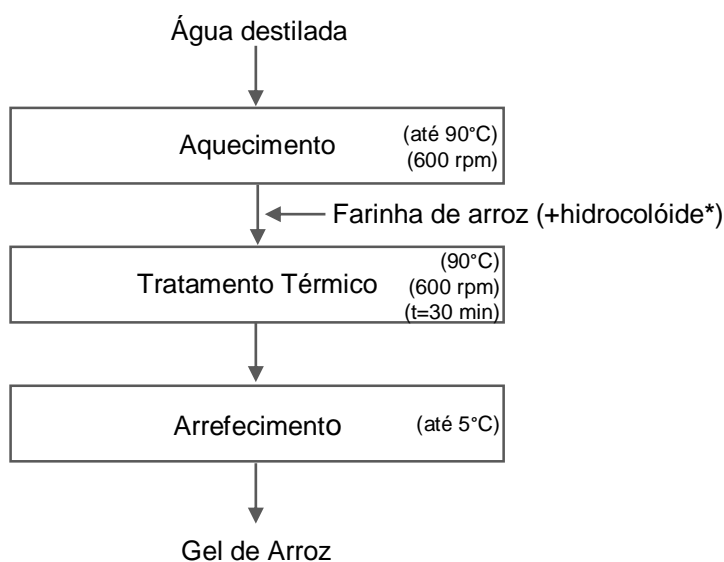 Água destilada
Aquecimento
(até 90°C)
(600 rpm)
Farinha de arroz (+hidrocolóide*)
Tratamento Térmico
(90°C)
(600 rpm)
(t=30 min)
Arrefecimento
(até 5°C)
Gel de Arroz